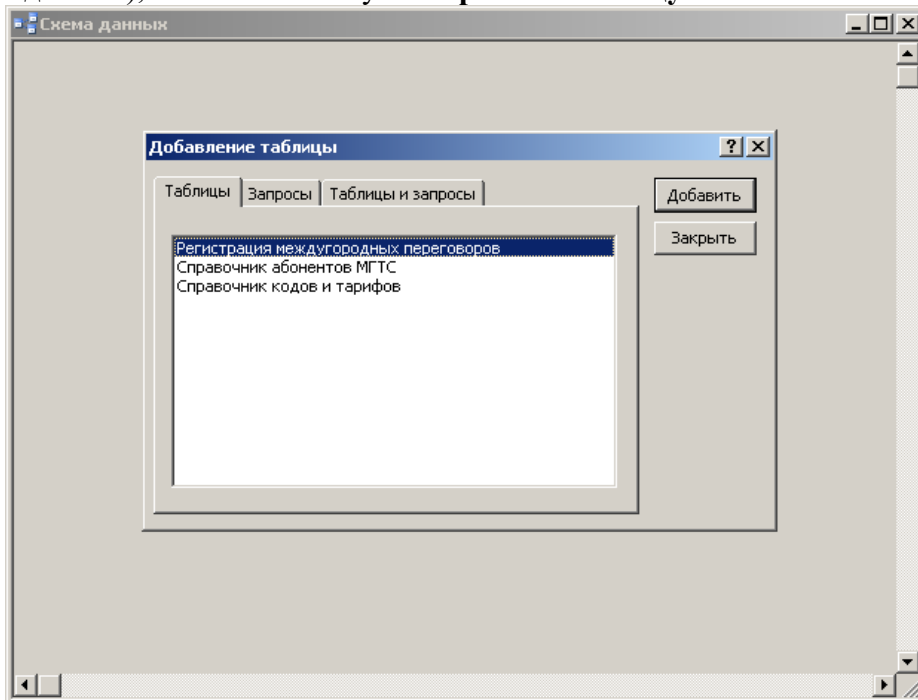 Схема данных
Добавление таблицы
Таблицы Запросы Таблицы и запросы
Добавить
Закрыть
Регистрация междугородных переговоров
Справочник абонентов МГТС
Справочник кодов и тарифов